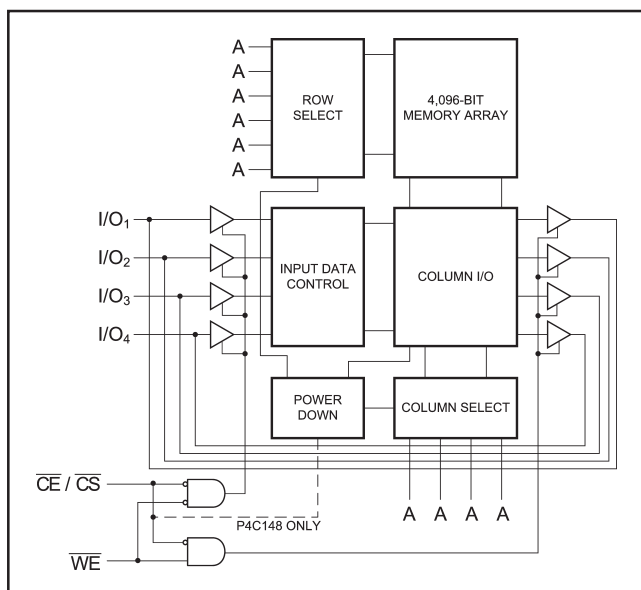 A
A
A
A
A
A
ROW
SELECT
4,096-BIT
MEMORY ARRAY
I/O1
I/O2
I/O3
I/O4
INPUT DATA
CONTROL
COLUMN I/O
POWER
DOWN
COLUMN SELECT
CE / CS
P4C148 ONLY
A
A
A
A
WE